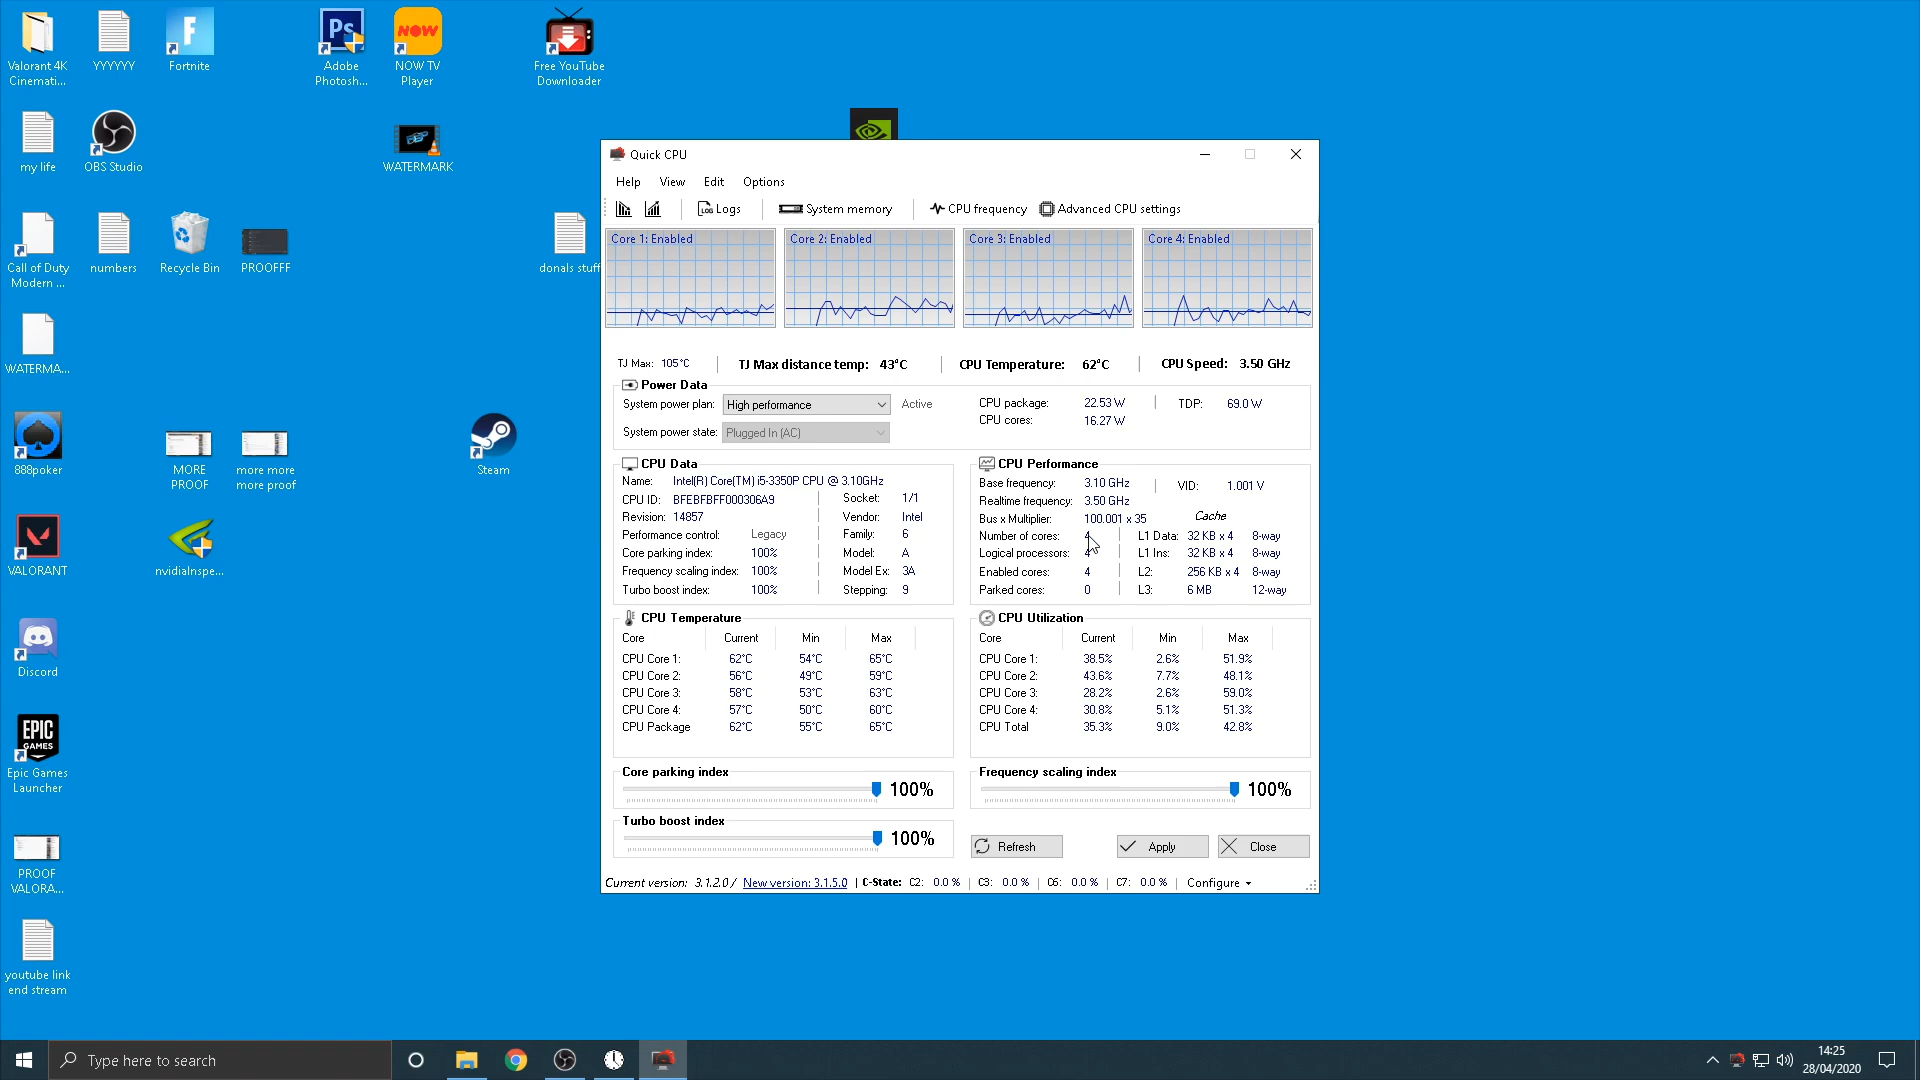 Valorant 4K
Cinemati...
YYYYYY
Fortnite
Ps
Adobe
Photosh...
NOW
NOW TV
Player
Free YouTube
Downloader
my life
OBS Studio
WATERMARK
Call of Duty
Modern ...
numbers
Recycle Bin
PROOFFF
donals stuff
WATERMA...
888poker
MORE
PROOF
more more
more proof
Steam
VALORANT
nvidiaInspe...
Discord
EPIC
GAMES
Epic Games
Launcher
PROOF
VALORA...
youtube link
end stream
Quick CPU
Help View Edit Options
LOG Logs System memory CPU frequency Advanced CPU settings
Core 1: Enabled Core 2: Enabled Core 3: Enabled Core 4: Enabled
TJ Max: 105°C TJ Max distance temp: 43°C CPU Temperature: 62°C CPU Speed: 3.50 GHz
Power Data
System power plan: High performance Active
System power state: Plugged In (AC)
CPU package: 22.53 W TDP: 69.0 W
CPU cores: 16.27 W
CPU Data
Name: Intel(R) Core(TM) i5-3350P CPU @ 3.10GHz
CPU ID: BFEBFBFF000306A9 Socket: 1/1
Revision: 14857 Vendor: Intel
Performance control: Legacy Family: 6
Core parking index: 100% Model: A
Frequency scaling index: 100% Model Ex: 3A
Turbo boost index: 100% Stepping: 9
CPU Performance
Base frequency: 3.10 GHz VID: 1.001 V
Realtime frequency: 3.50 GHz
Bus x Multiplier: 100.001 x 35 Cache
Number of cores: 4 L1 Data: 32 KB x 4 8-way
Logical processors: 4 L1 Ins: 32 KB x 4 8-way
Enabled cores: 4 L2: 256 KB x 4 8-way
Parked cores: 0 L3: 6 MB 12-way
CPU Temperature
Core Current Min Max
CPU Core 1: 62°C 54°C 65°C
CPU Core 2: 56°C 49°C 59°C
CPU Core 3: 58°C 53°C 63°C
CPU Core 4: 57°C 50°C 60°C
CPU Package 62°C 55°C 65°C
CPU Utilization
Core Current Min Max
CPU Core 1: 38.5% 2.6% 51.9%
CPU Core 2: 43.6% 7.7% 48.1%
CPU Core 3: 28.2% 2.6% 59.0%
CPU Core 4: 30.8% 5.1% 51.3%
CPU Total 35.3% 9.0% 42.8%
Core parking index
100%
Frequency scaling index
100%
Turbo boost index
100%
Refresh Apply Close
Current version: 3.1.2.0 / New version: 3.1.5.0 | C-State: C2: 0.0 % | C3: 0.0 % | C6: 0.0 % | C7: 0.0 % | Configure
Type here to search
14:25
28/04/2020